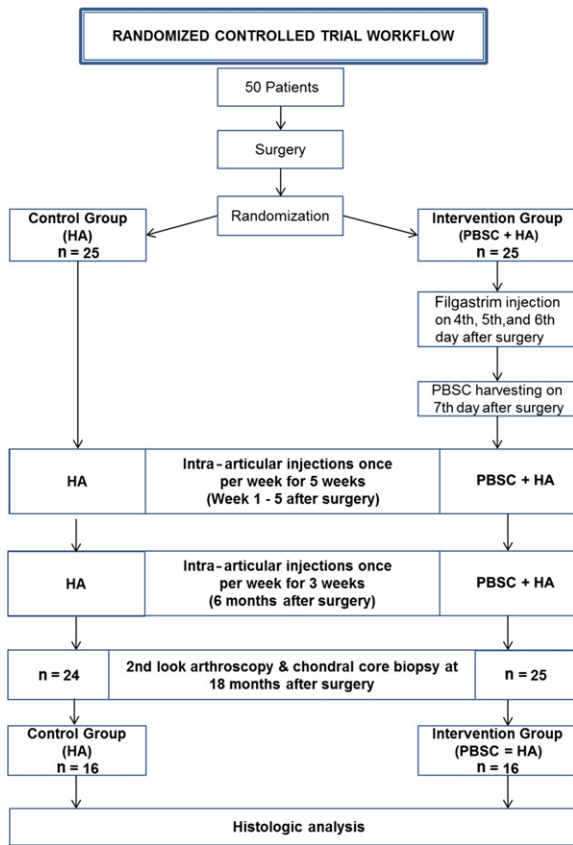 RANDOMIZED CONTROLLED TRIAL WORKFLOW
50 Patients
Surgery
Randomization
Control Group
(HA)
n = 25
Intervention Group
(PBSC + HA)
n = 25
Filgastrim injection
on 4th, 5th,and 6th
day after surgery
PBSC harvesting on
7th day after surgery
HA
Intra - articular injections once
per week for 5 weeks
(Week 1 - 5 after surgery)
PBSC + HA
HA
Intra - articular injections once
per week for 3 weeks
(6 months after surgery)
PBSC + HA
n = 24
2nd look arthroscopy & chondral core biopsy at
18 months after surgery
n = 25
Control Group
(HA)
n = 16
Intervention Group
(PBSC = HA)
n = 16
Histologic analysis